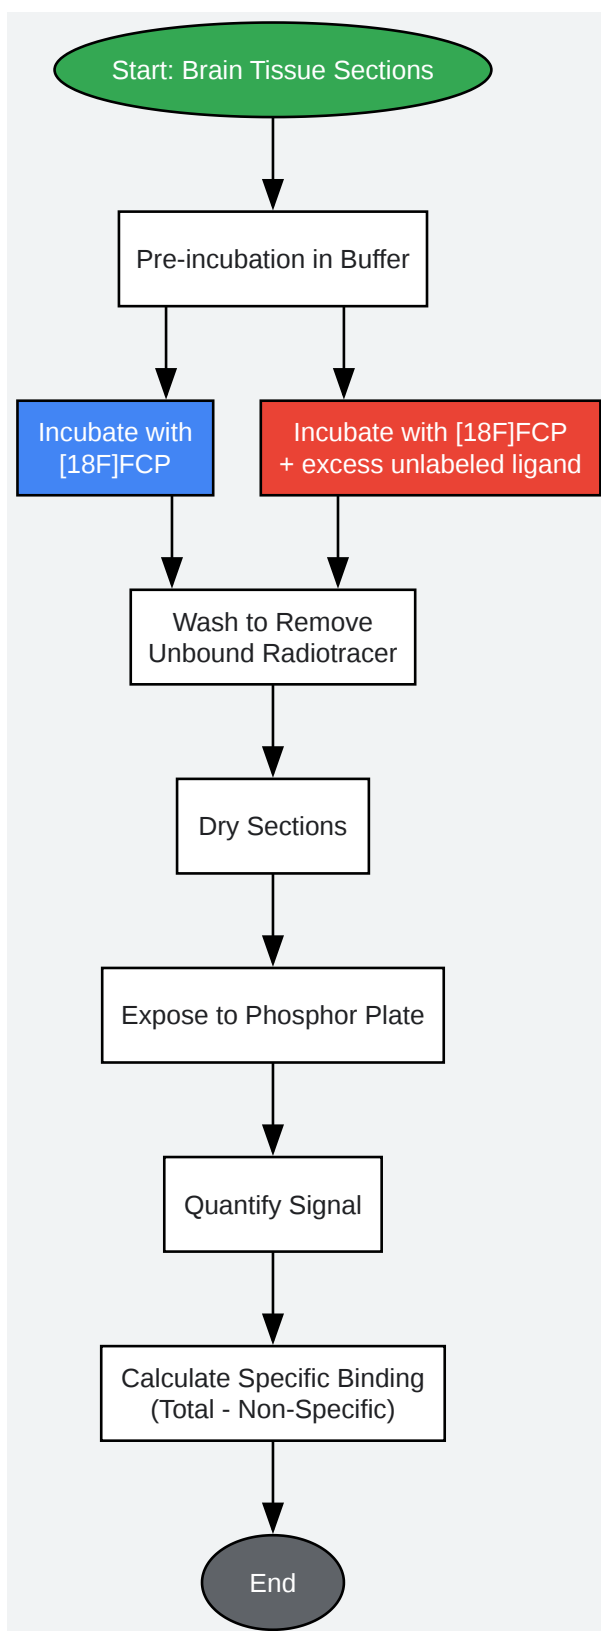 Start: Brain Tissue Sections
Pre-incubation in Buffer
Incubate with
[18F]FCP
Incubate with [18F]FCP
+ excess unlabeled ligand
Wash to Remove
Unbound Radiotracer
Dry Sections
Expose to Phosphor Plate
Quantify Signal
Calculate Specific Binding
(Total - Non-Specific)
End